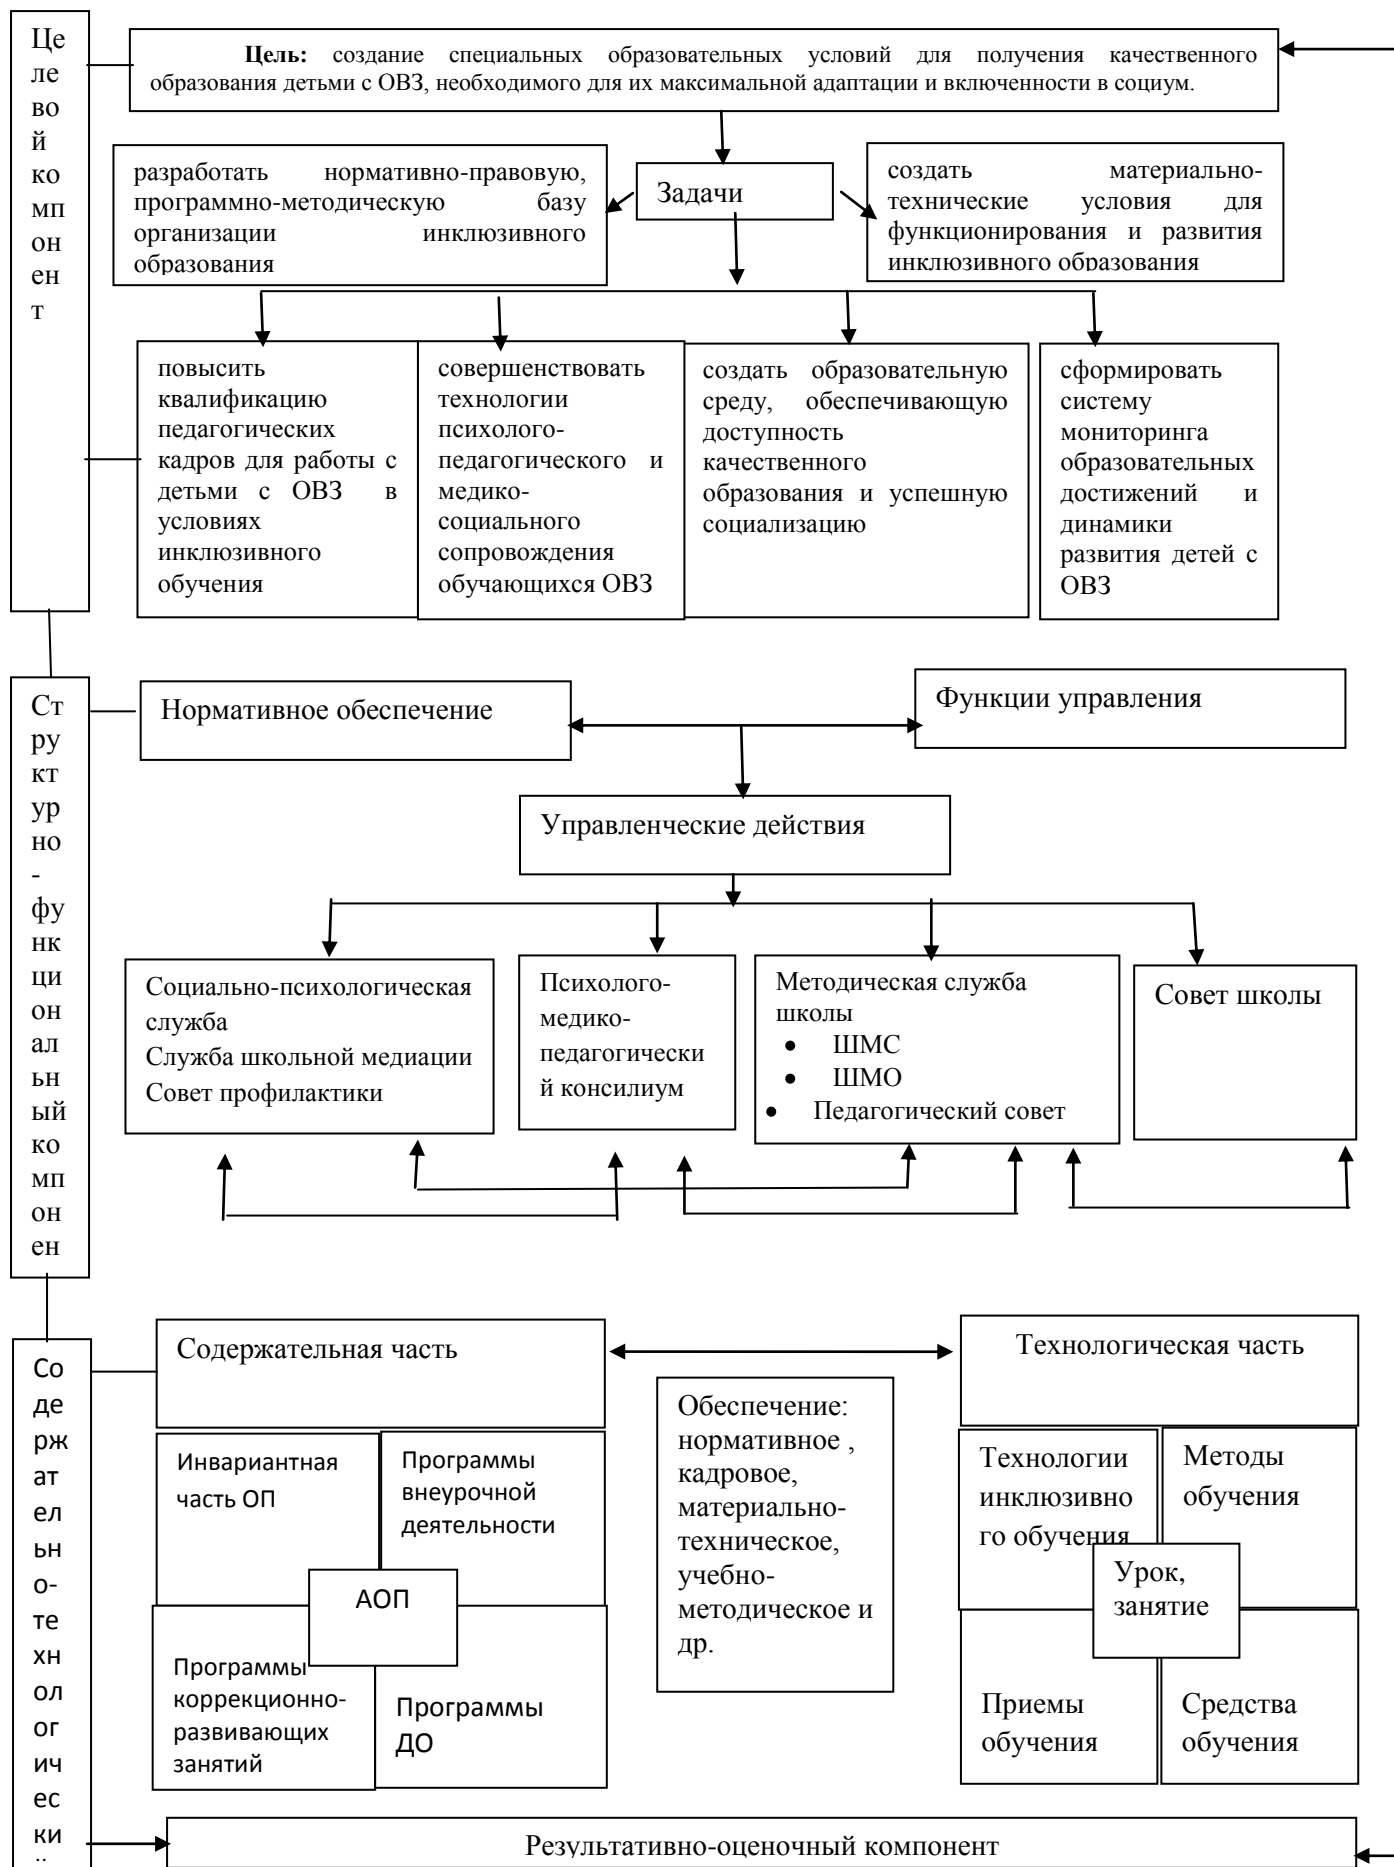 Це
ле
во
й
ко
мп
он
ен
т
Цель: создание специальных образовательных условий для получения качественного
образования детьми с ОВЗ, необходимого для их максимальной адаптации и включенности в социум.
разработать нормативно-правовую,
программно-методическую базу
организации инклюзивного
образования
Задачи
создать материально-
технические условия для
функционирования и развития
инклюзивного образования
повысить
квалификацию
педагогических
кадров для работы с
детьми с ОВЗ в
условиях
инклюзивного
обучения
совершенствовать
технологии
психолого-
педагогического и
медико-
социального
сопровождения
обучающихся ОВЗ
создать образовательную
среду, обеспечивающую
доступность
качественного
образования и успешную
социализацию
сформировать
систему
мониторинга
образовательных
достижений и
динамики
развития детей с
ОВЗ
Ст
ру
кт
ур
но
-
фу
нк
ци
он
ал
ьн
ый
ко
мп
он
ен
Нормативное обеспечение
Функции управления
Управленческие действия
Социально-психологическая
служба
Служба школьной медиации
Совет профилактики
Психолого-
медико-
педагогически
й консилиум
Методическая служба
школы
• ШМС
• ШМО
• Педагогический совет
Совет школы
Со
де
рж
ат
ел
ьн
о-
те
хн
ол
ог
ич
ес
ки
Содержательная часть
Инвариантная
часть ОП
Программы
внеурочной
деятельности
АОП
Программы
коррекционно-
развивающих
занятий
Программы
ДО
Обеспечение:
нормативное ,
кадровое,
материально-
техническое,
учебно-
методическое и
др.
Технологическая часть
Технологии
инклюзивно
го обучения
Методы
обучения
Урок,
занятие
Приемы
обучения
Средства
обучения
Результативно-оценочный компонент